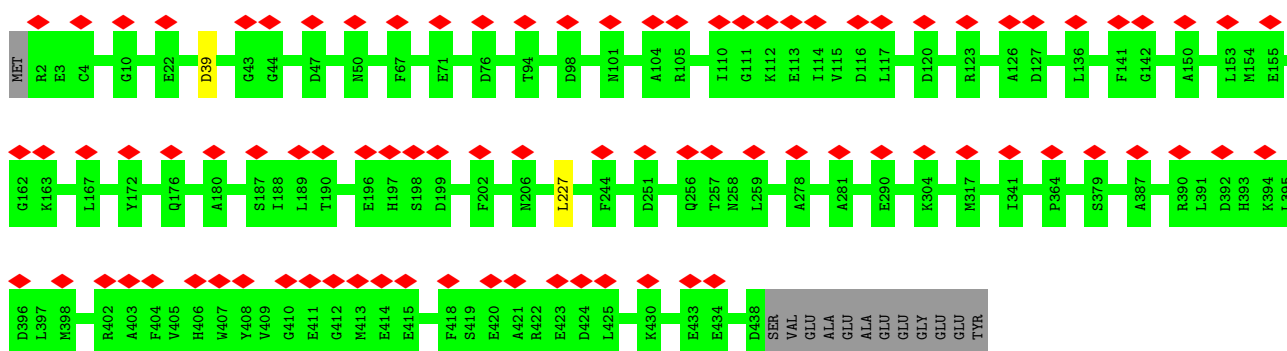 MET R2 E3 C4 G10 E22 D39 G43 G44 D47 N50 F67 E71 D76 T94 D98 N101 A104 R105 I110 G111 K112 E113 I114 V115 D116 L117 D120 R123 A126 D127 L136 F141 G142 A150 L153 M154 E155
G162 K163 L167 Y172 Q176 A180 S187 I188 L189 T190 E196 H197 S198 D199 F202 N206 L227 F244 D251 Q256 T257 N258 L259 A278 A281 E290 K304 M317 I341 P364 S379 A387 R390 L391 D392 H393 K394 L395
D396 L397 M398 R402 A403 F404 V405 H406 W407 Y408 V409 G410 E411 G412 M413 E414 E415 F418 S419 E420 A421 R422 E423 D424 L425 K430 E433 E434 D438 SER VAL GLU ALA GLU ALA GLU GLU GLY GLU GLU TYR